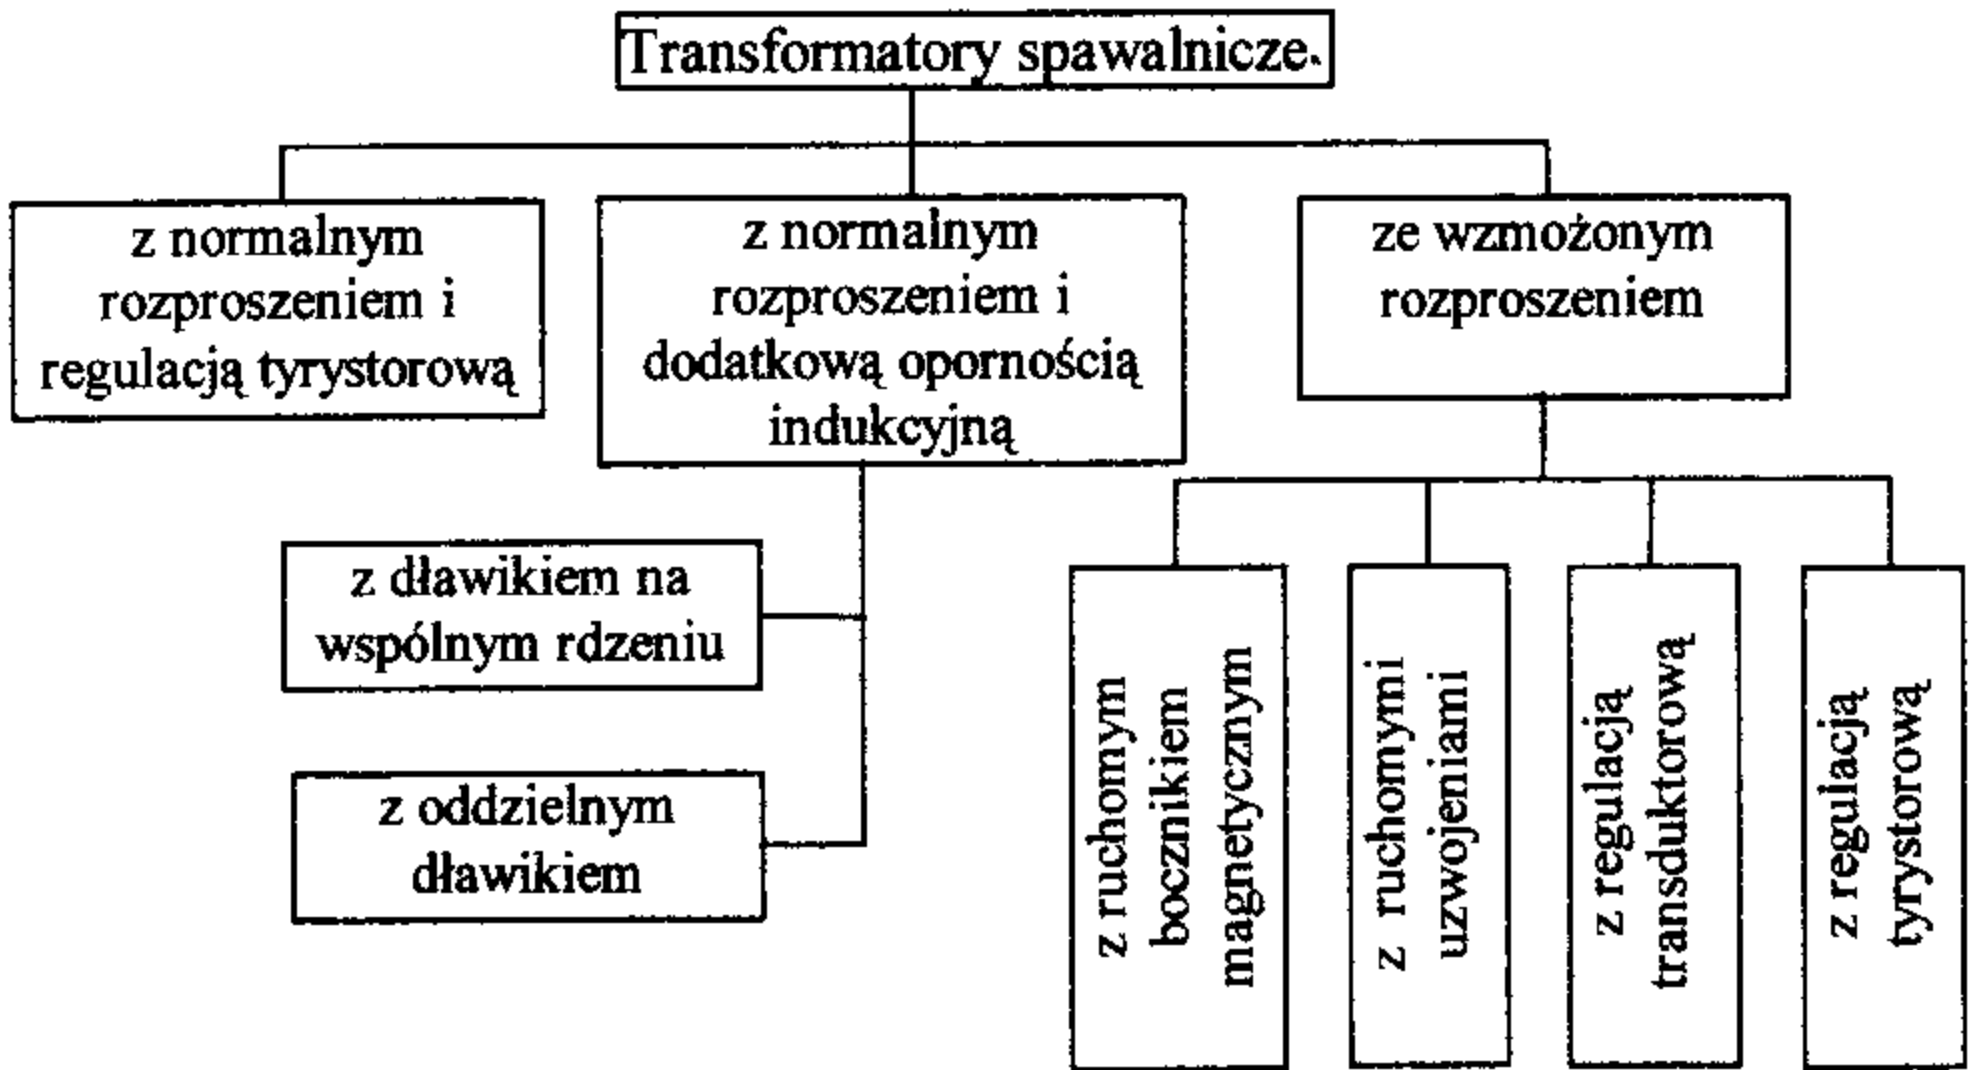 Transformatory spawalnicze.
z normalnym
rozproszeniem i
regulacją tyrystorową
z normalnym
rozproszeniem i
dodatkową opornością
indukcyjną
ze wzmożonym
rozproszeniem
z dławikiem na
wspólnym rdzeniu
z oddzielnym
dławikiem
z ruchomym
bocznikiem
magnetycznym
z ruchomymi
uzwojeniami
z regulacją
transduktorową
z regulacją
tyrystorową